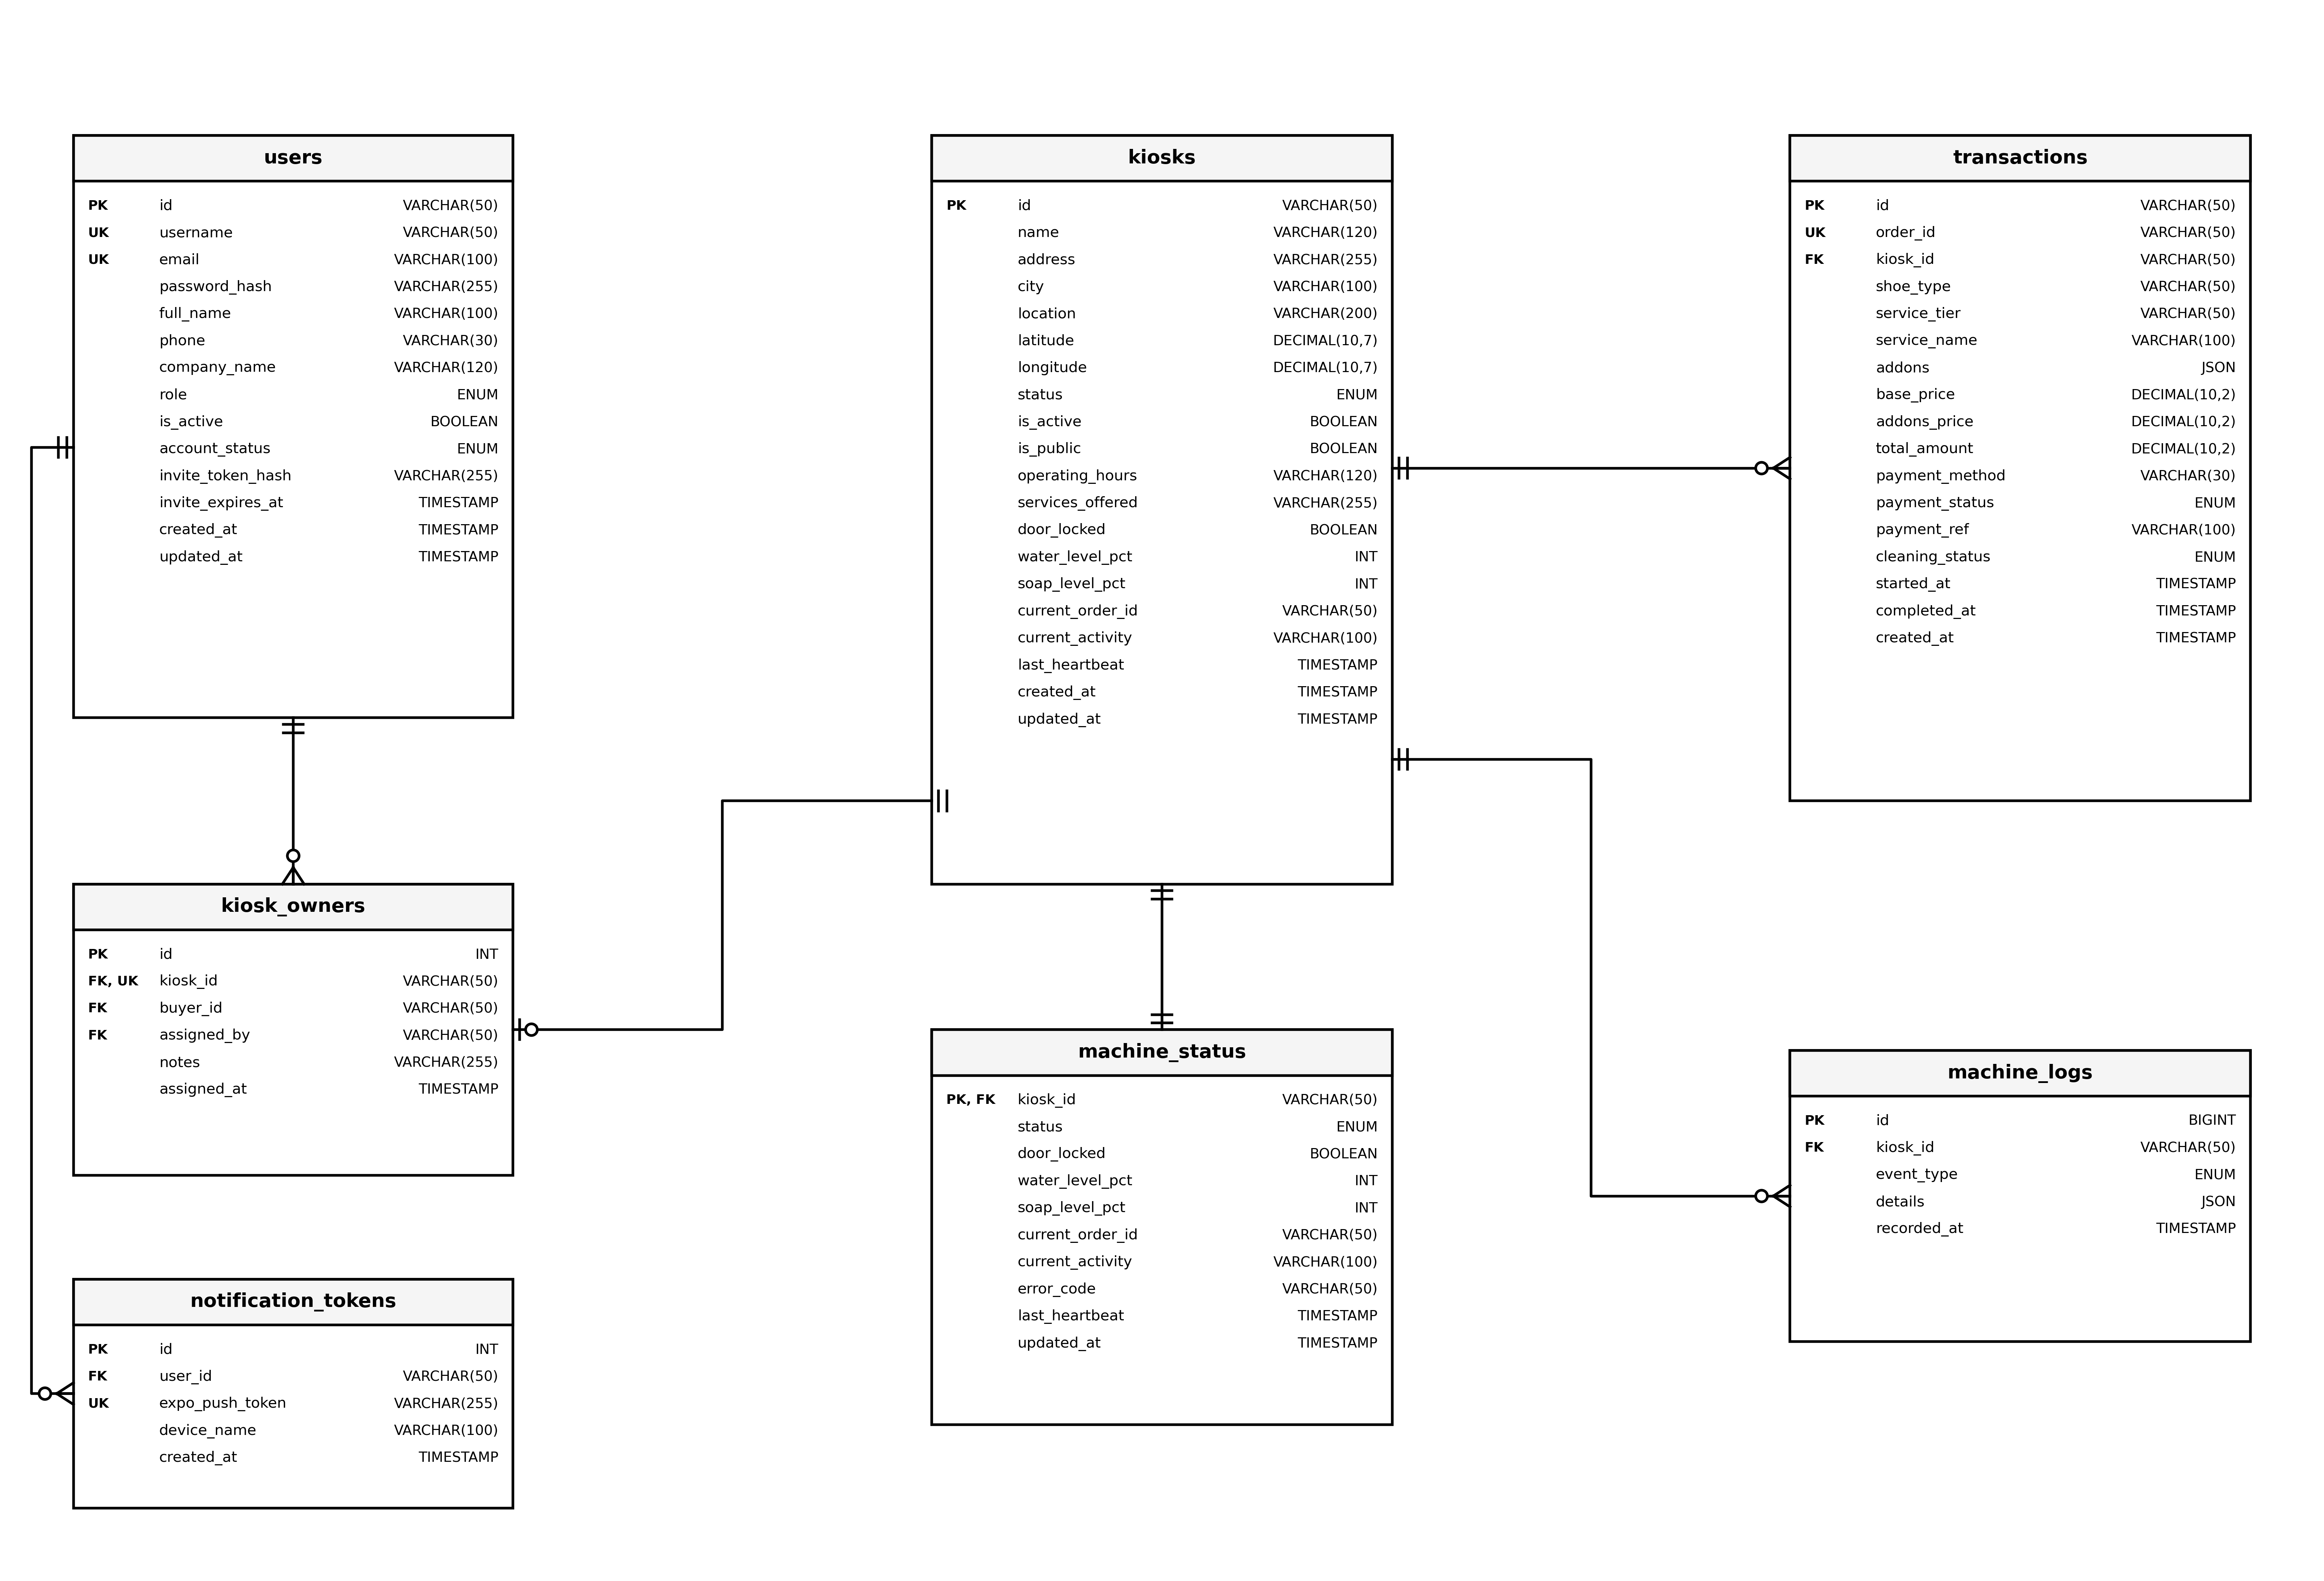 users
PK id VARCHAR(50)
UK username VARCHAR(50)
UK email VARCHAR(100)
password_hash VARCHAR(255)
full_name VARCHAR(100)
phone VARCHAR(30)
company_name VARCHAR(120)
role ENUM
is_active BOOLEAN
account_status ENUM
invite_token_hash VARCHAR(255)
invite_expires_at TIMESTAMP
created_at TIMESTAMP
updated_at TIMESTAMP
kiosk_owners
PK id INT
FK, UK kiosk_id VARCHAR(50)
FK buyer_id VARCHAR(50)
FK assigned_by VARCHAR(50)
notes VARCHAR(255)
assigned_at TIMESTAMP
notification_tokens
PK id INT
FK user_id VARCHAR(50)
UK expo_push_token VARCHAR(255)
device_name VARCHAR(100)
created_at TIMESTAMP
kiosks
PK id VARCHAR(50)
name VARCHAR(120)
address VARCHAR(255)
city VARCHAR(100)
location VARCHAR(200)
latitude DECIMAL(10,7)
longitude DECIMAL(10,7)
status ENUM
is_active BOOLEAN
is_public BOOLEAN
operating_hours VARCHAR(120)
services_offered VARCHAR(255)
door_locked BOOLEAN
water_level_pct INT
soap_level_pct INT
current_order_id VARCHAR(50)
current_activity VARCHAR(100)
last_heartbeat TIMESTAMP
created_at TIMESTAMP
updated_at TIMESTAMP
machine_status
PK, FK kiosk_id VARCHAR(50)
status ENUM
door_locked BOOLEAN
water_level_pct INT
soap_level_pct INT
current_order_id VARCHAR(50)
current_activity VARCHAR(100)
error_code VARCHAR(50)
last_heartbeat TIMESTAMP
updated_at TIMESTAMP
transactions
PK id VARCHAR(50)
UK order_id VARCHAR(50)
FK kiosk_id VARCHAR(50)
shoe_type VARCHAR(50)
service_tier VARCHAR(50)
service_name VARCHAR(100)
addons JSON
base_price DECIMAL(10,2)
addons_price DECIMAL(10,2)
total_amount DECIMAL(10,2)
payment_method VARCHAR(30)
payment_status ENUM
payment_ref VARCHAR(100)
cleaning_status ENUM
started_at TIMESTAMP
completed_at TIMESTAMP
created_at TIMESTAMP
machine_logs
PK id BIGINT
FK kiosk_id VARCHAR(50)
event_type ENUM
details JSON
recorded_at TIMESTAMP